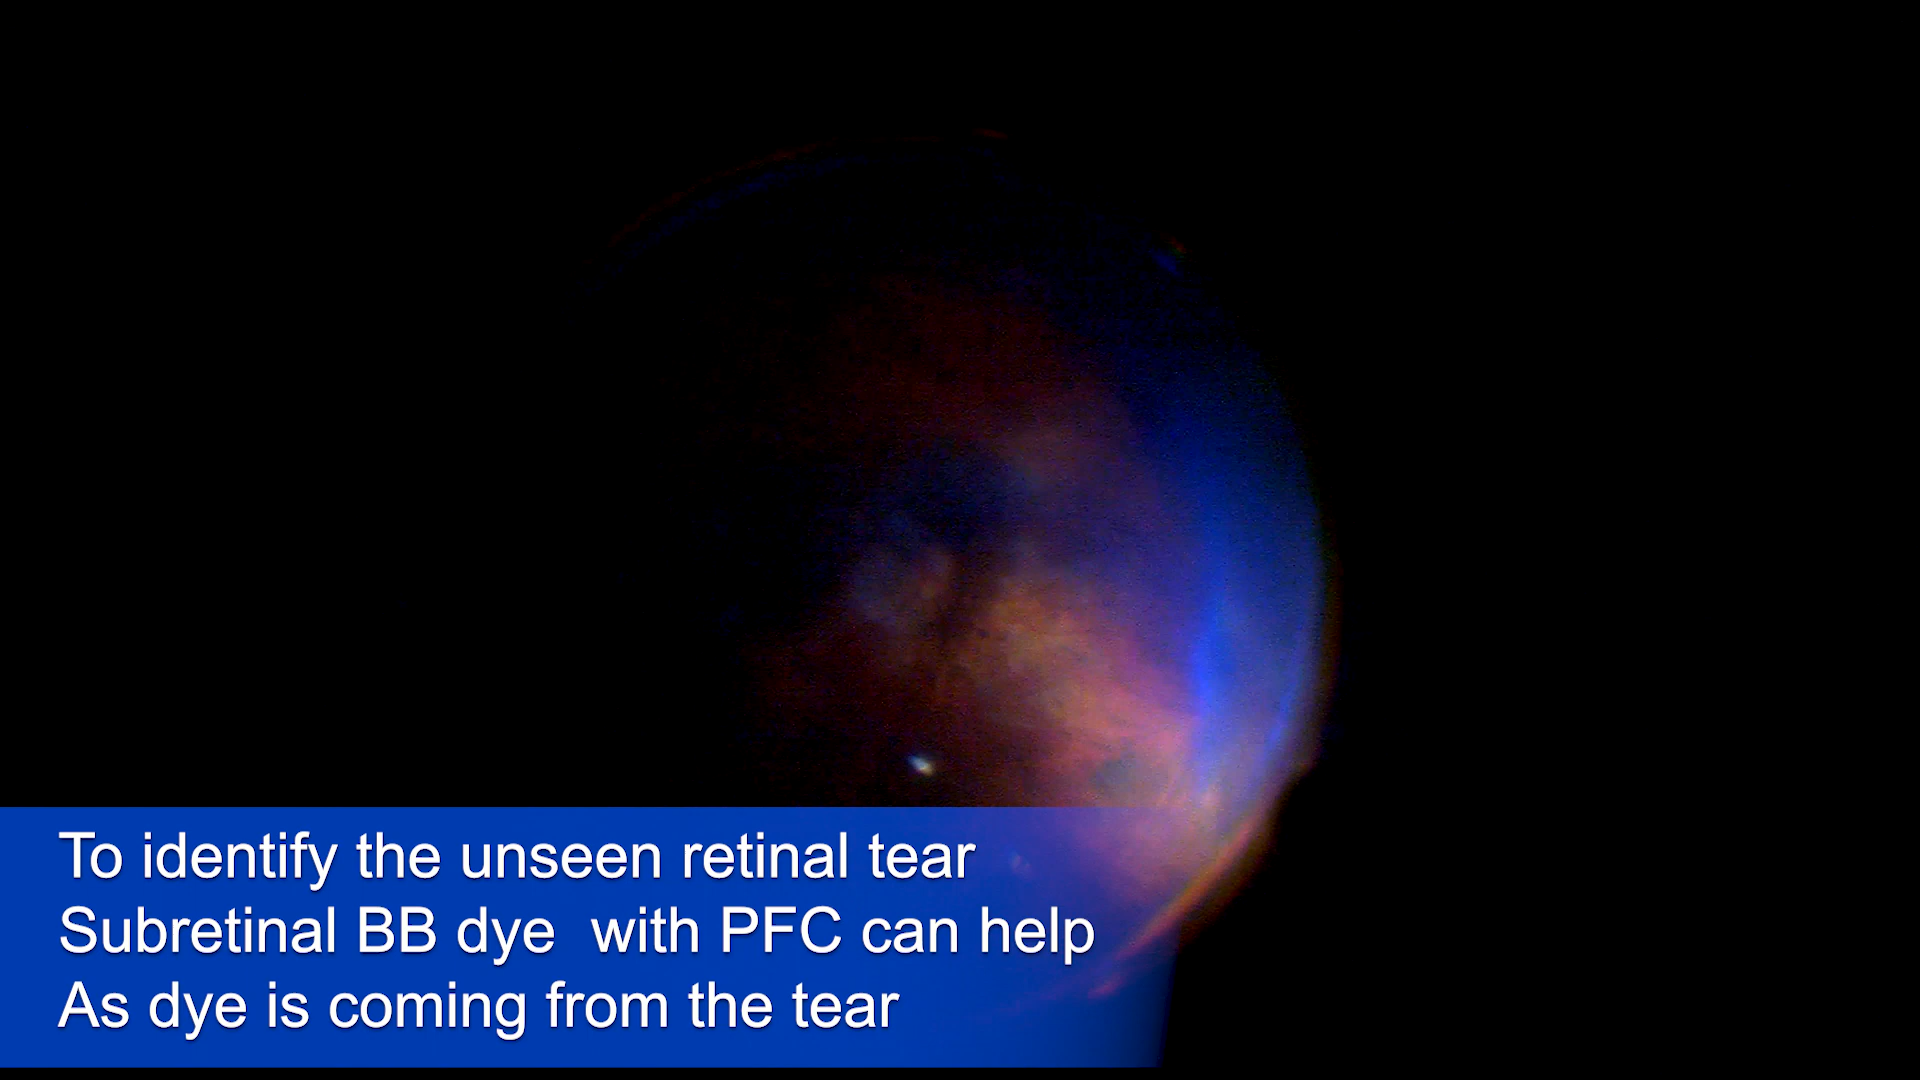 To identify the unseen retinal tear
Subretinal BB dye  with PFC can help
As dye is coming from the tear